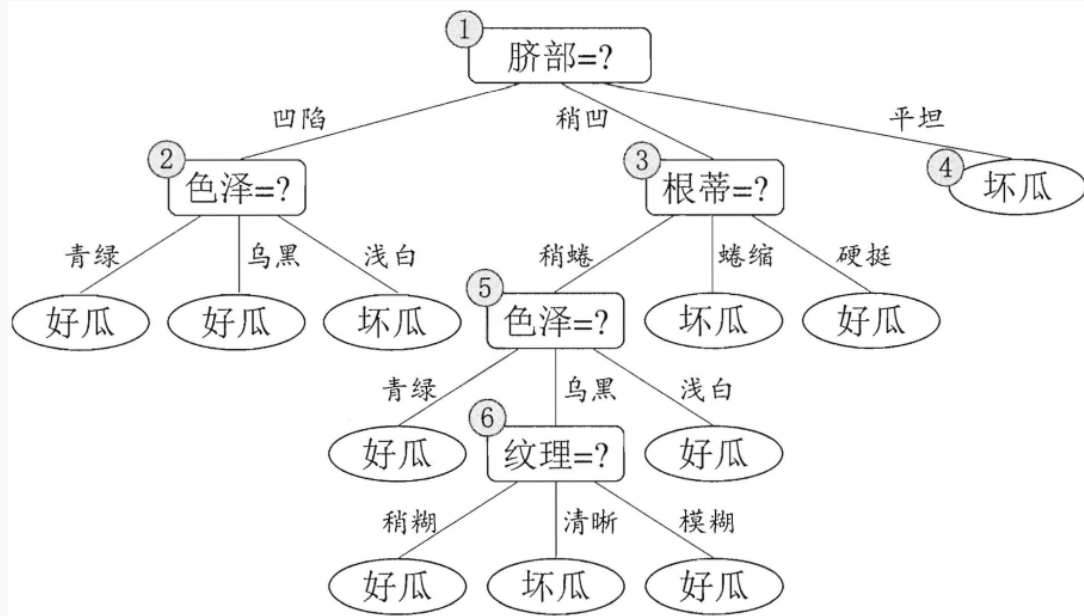 ①
脐部=?
凹陷 稍凹 平坦
② ③ ④
色泽=? 根蒂=? 坏瓜
青绿 乌黑 浅白 稍蜷 蜷缩 硬挺
⑤
好瓜 好瓜 坏瓜 色泽=? 坏瓜 好瓜
青绿 乌黑 浅白
⑥
好瓜 纹理=? 好瓜
稍糊 清晰 模糊
好瓜 坏瓜 好瓜